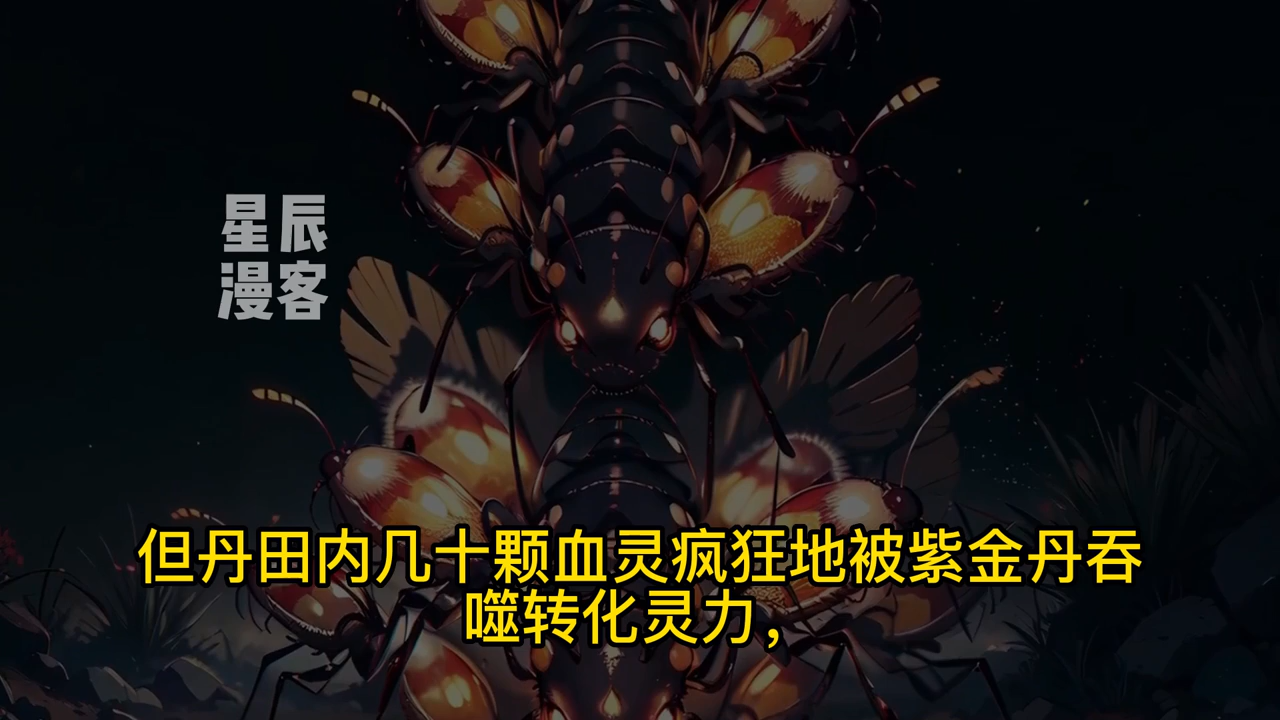 星辰
漫客
但丹田内几十颗血灵疯狂地被紫金丹吞
噬转化灵力，